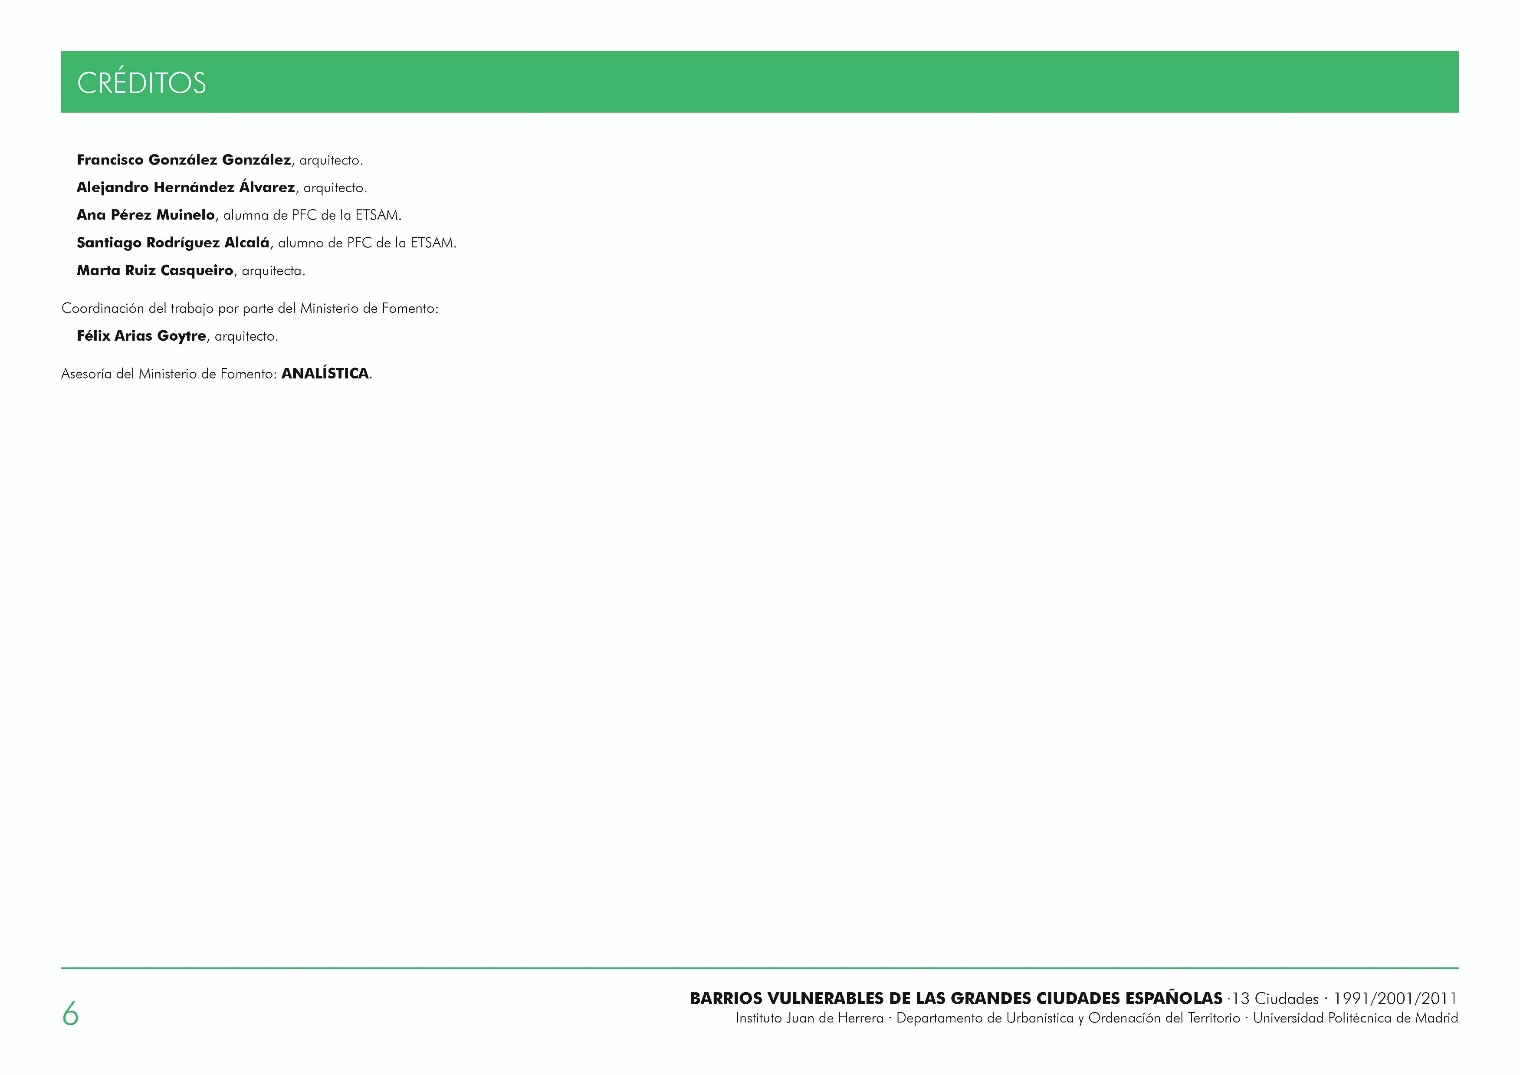 CRÉDITOS
Francisco González González, arquitecto.
Alejandro Hernández Álvarez, arquitecto.
Ana Pérez Muinelo, alumna de PFC de la ETSAM.
Santiago Rodríguez Alcalá, alumno de PFC de la ETSAM.
Marta Ruiz Casqueiro, arquitecta.
Coordinación del trabajo por parte del Ministerio de Fomento:
Félix Arias Goytre, arquitecto.
Asesoría del Ministerio de Fomento: ANALÍSTICA.
6
BARRIOS VULNERABLES DE LAS GRANDES CIUDADES ESPAÑOLAS ·13 Ciudades · 1991/2001/2011
Instituto Juan de Herrera · Departamento de Urbanística y Ordenación del Territorio · Universidad Politécnica de Madrid